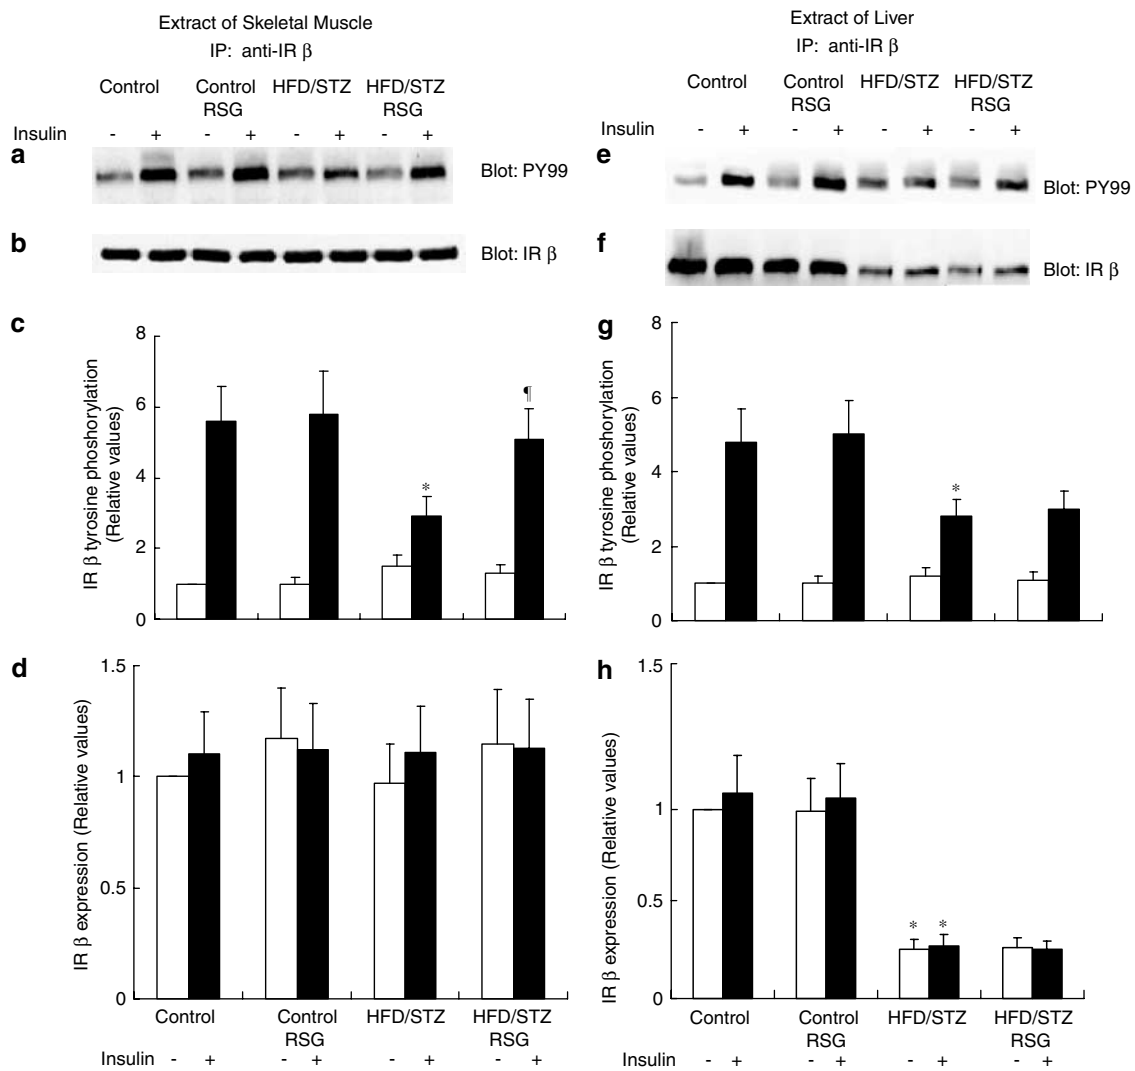 Extract of Skeletal Muscle
IP: anti-IR β
Control
Control RSG
HFD/STZ
HFD/STZ RSG
Insulin - + - + - + - +
a
Blot: PY99
b
Blot: IR β
Extract of Liver
IP: anti-IR β
Control
Control RSG
HFD/STZ
HFD/STZ RSG
Insulin - + - + - + - +
e
Blot: PY99
f
Blot: IR β
c
IR β tyrosine phoshorylation
(Relative values)
8
6
4
2
0
*
¶
g
IR β tyrosine phoshorylation
(Relative values)
8
6
4
2
0
*
d
IR β expression (Relative values)
1.5
1
0.5
0
Control
Control RSG
HFD/STZ
HFD/STZ RSG
Insulin - + - + - + - +
h
IR β expression (Relative values)
1.5
1
0.5
0
* *
Control
Control RSG
HFD/STZ
HFD/STZ RSG
Insulin - + - + - + - +